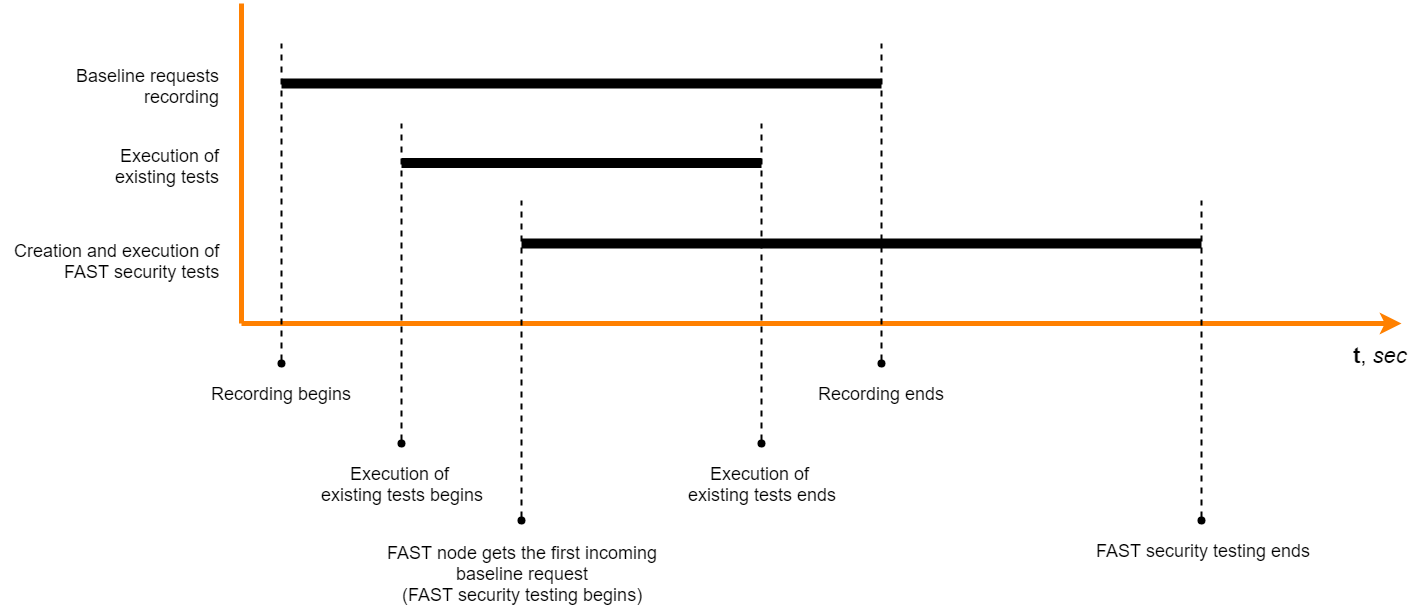 Baseline requests
recording
Execution of
existing tests
Creation and execution of
FAST security tests
t, sec
Recording begins
Recording ends
Execution of
existing tests begins
Execution of
existing tests ends
FAST node gets the first incoming
baseline request
(FAST security testing begins)
FAST security testing ends